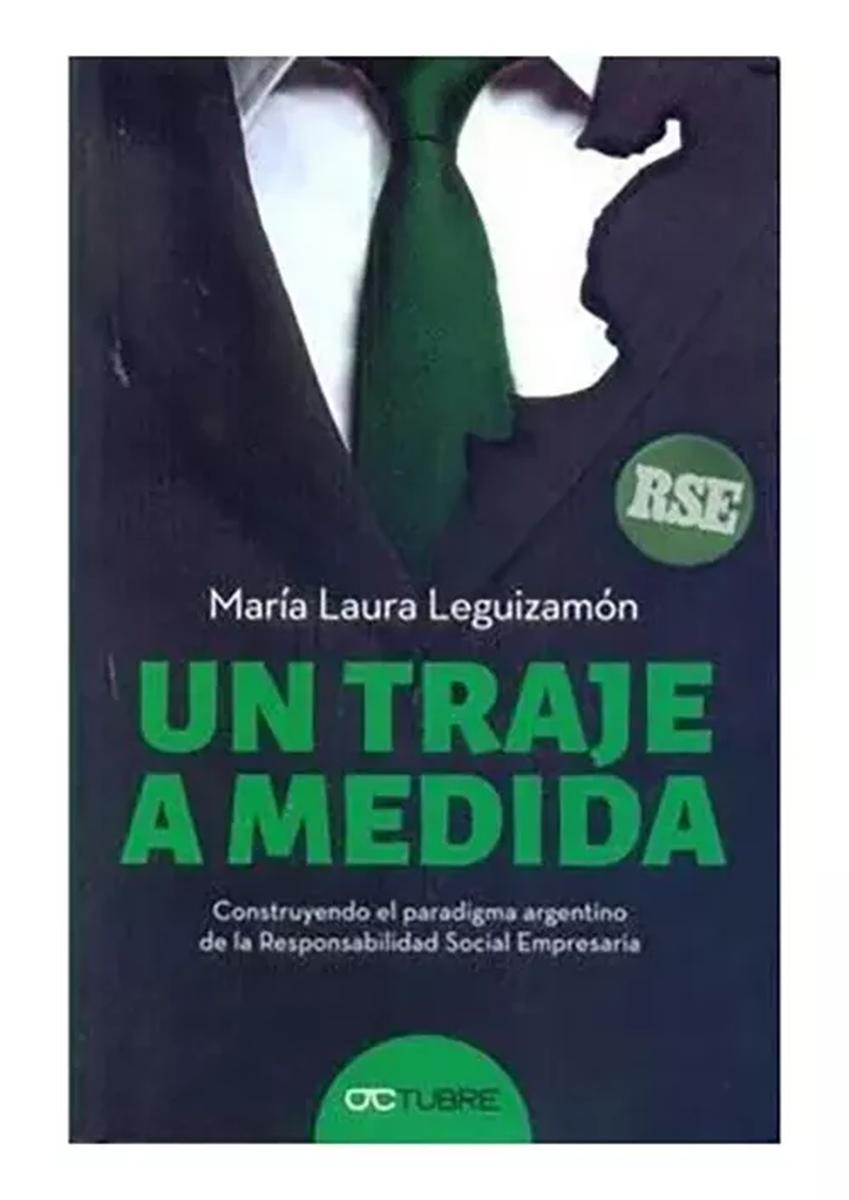 RSE
María Laura Leguizamón
UN TRAJE
A MEDIDA
Construyendo el paradigma argentino
de la Responsabilidad Social Empresaria
OCTUBRE